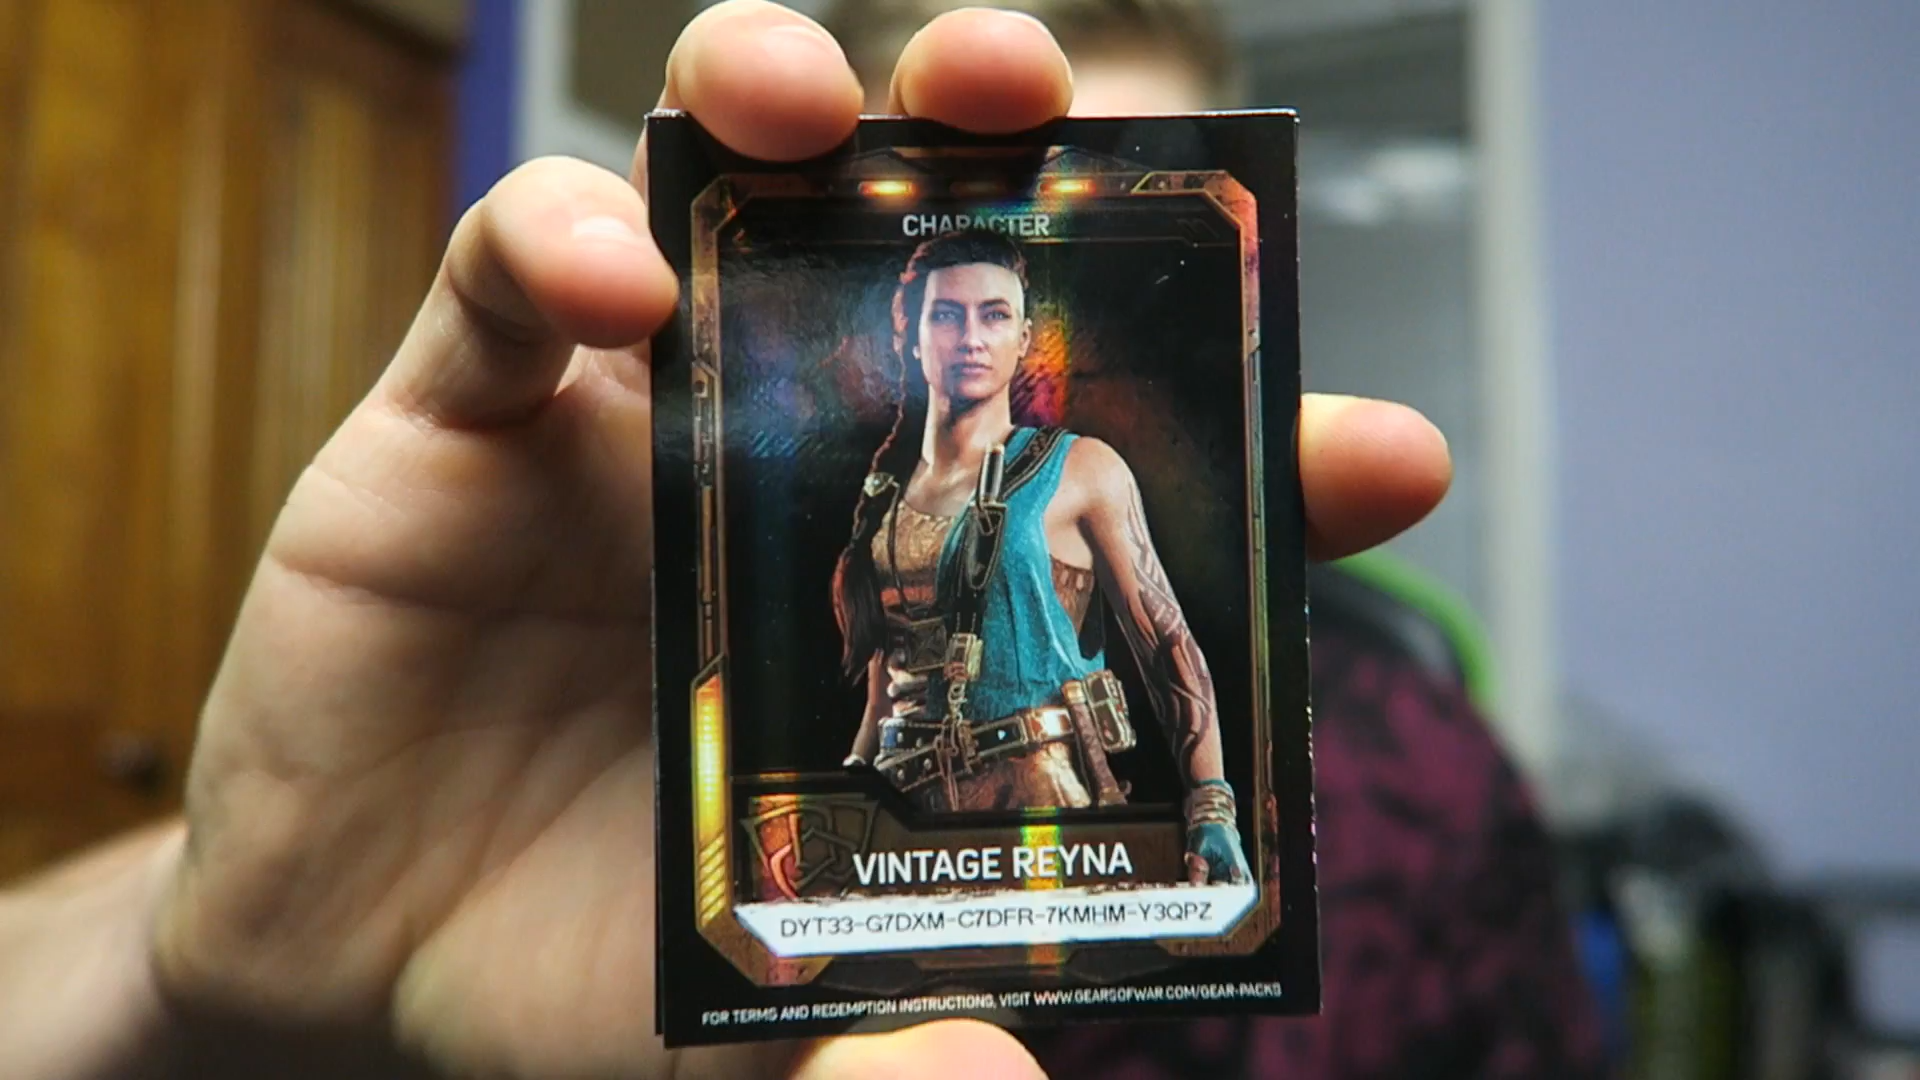 CHARACTER
VINTAGE REYNA
DYT33-G7DXM-C7DFR-7KMHM-Y3QPZ
FOR TERMS AND REDEMPTION INSTRUCTIONS, VISIT WWW.GEARSOFWAR.COM/GEAR-PACKS